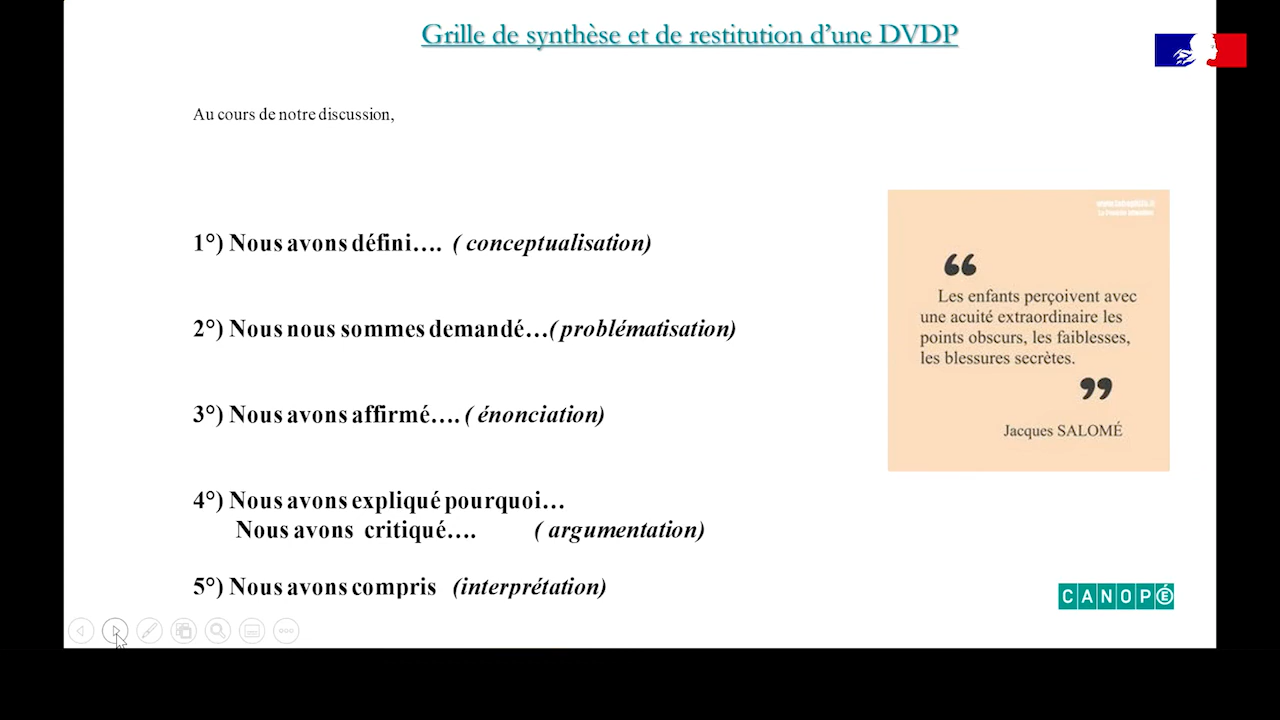 Grille de synthèse et de restitution d’une DVDP
Au cours de notre discussion,
1°) Nous avons défini…. ( conceptualisation)
2°) Nous nous sommes demandé…( problématisation)
3°) Nous avons affirmé…. ( énonciation)
4°) Nous avons expliqué pourquoi…
Nous avons critiqué…. ( argumentation)
5°) Nous avons compris (interprétation)
“
Les enfants perçoivent avec
une acuité extraordinaire les
points obscurs, les faiblesses,
les blessures secrètes.
”
Jacques SALOMÉ
CANOPÉ